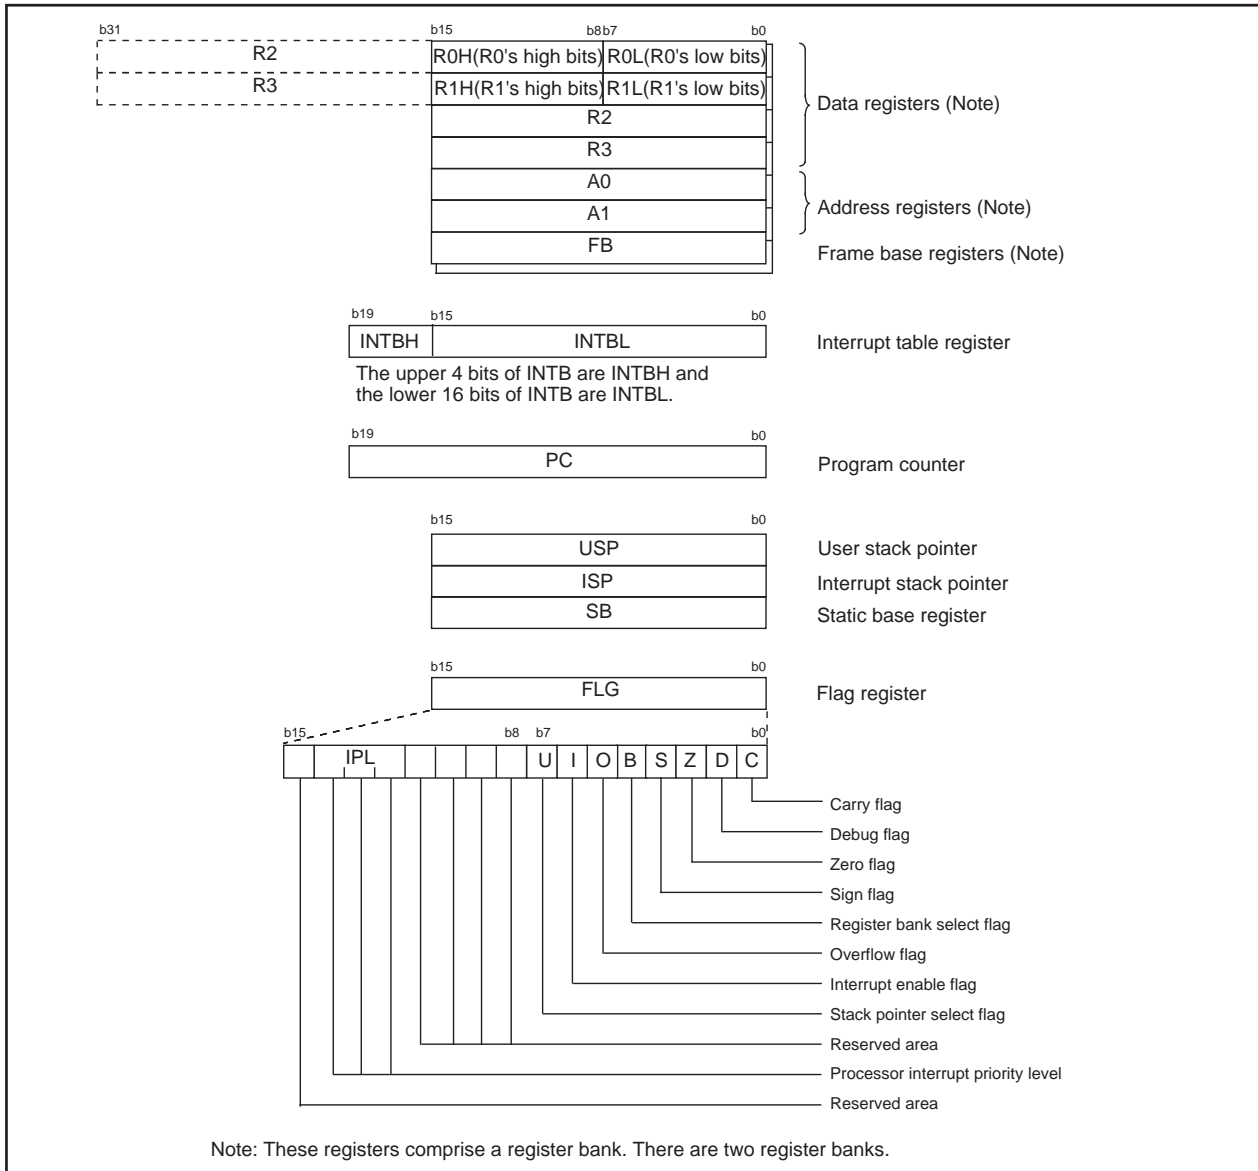 b31 b15 b8b7 b0
R2 R0H(R0's high bits) R0L(R0's low bits)
R3 R1H(R1's high bits) R1L(R1's low bits)
Data registers (Note)
R2
R3
A0
A1
Address registers (Note)
FB
Frame base registers (Note)
b19 b15 b0
INTBH INTBL Interrupt table register
The upper 4 bits of INTB are INTBH and
the lower 16 bits of INTB are INTBL.
b19 b0
PC Program counter
b15 b0
USP User stack pointer
ISP Interrupt stack pointer
SB Static base register
b15 b0
FLG Flag register
b15 b8 b7 b0
IPL U I O B S Z D C
Carry flag
Debug flag
Zero flag
Sign flag
Register bank select flag
Overflow flag
Interrupt enable flag
Stack pointer select flag
Reserved area
Processor interrupt priority level
Reserved area
Note: These registers comprise a register bank. There are two register banks.